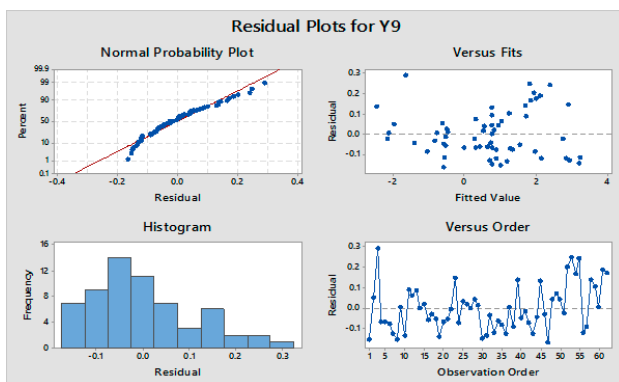 Residual Plots for Y9
Normal Probability Plot
99.9
99
90
50
10
1
0.1
Percent
-0.4
-0.2
0.0
0.2
0.4
Residual
Versus Fits
0.3
0.2
0.1
0.0
-0.1
Residual
-2
0
2
4
Fitted Value
Histogram
16
12
8
4
0
Frequency
-0.1
0.0
0.1
0.2
0.3
Residual
Versus Order
0.3
0.2
0.1
0.0
-0.1
Residual
1 5 10 15 20 25 30 35 40 45 50 55 60
Observation Order